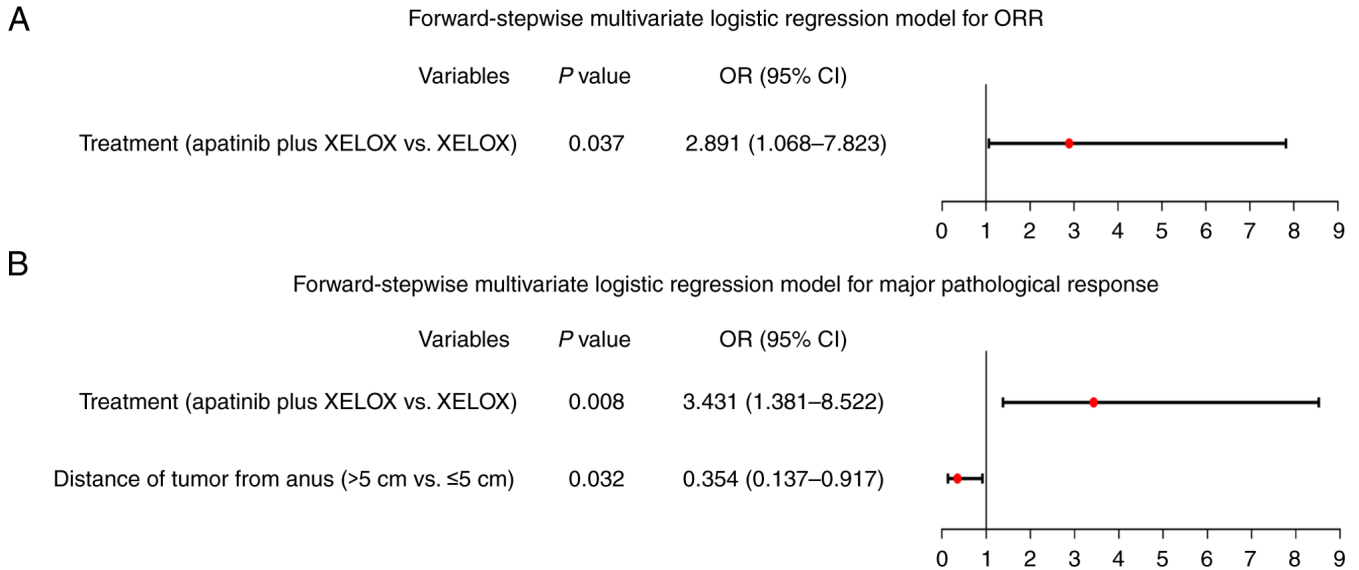 A
Forward-stepwise multivariate logistic regression model for ORR
Variables P value OR (95% CI)
Treatment (apatinib plus XELOX vs. XELOX) 0.037 2.891 (1.068–7.823)
0 1 2 3 4 5 6 7 8 9
B
Forward-stepwise multivariate logistic regression model for major pathological response
Variables P value OR (95% CI)
Treatment (apatinib plus XELOX vs. XELOX) 0.008 3.431 (1.381–8.522)
Distance of tumor from anus (>5 cm vs. ≤5 cm) 0.032 0.354 (0.137–0.917)
0 1 2 3 4 5 6 7 8 9